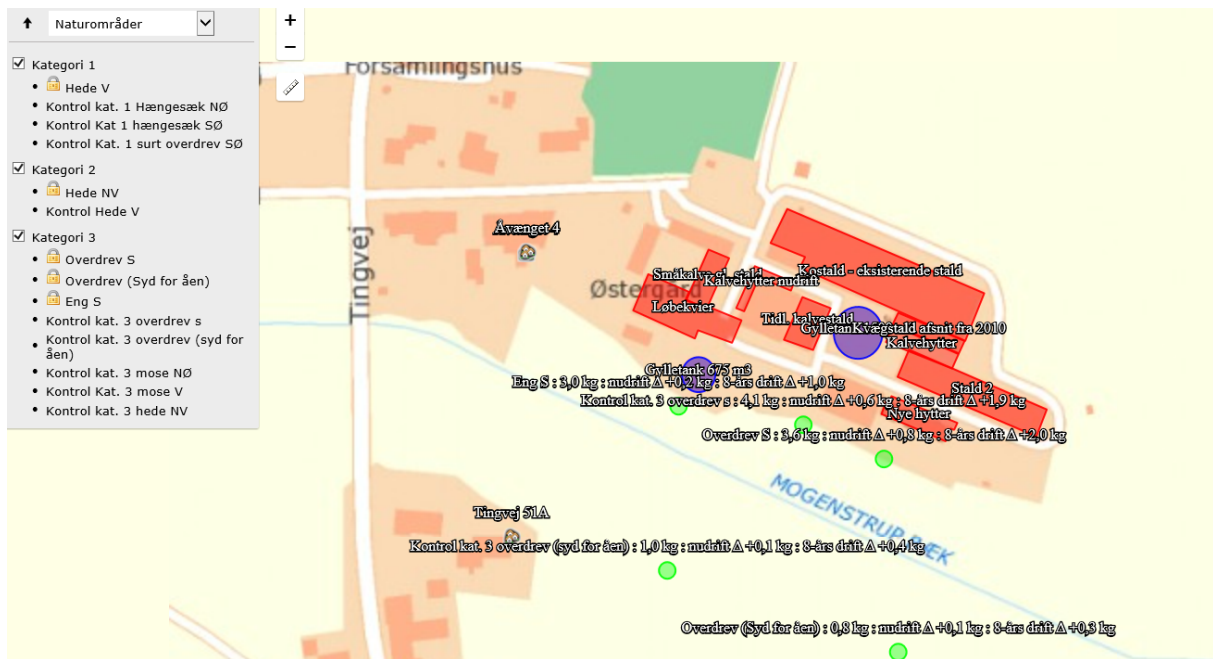 Naturområder
Kategori 1
Hede V
Kontrol kat. 1 Hængesæk NØ
Kontrol Kat 1 hængesæk SØ
Kontrol Kat. 1 surt overdrev SØ
Kategori 2
Hede NV
Kontrol Hede V
Kategori 3
Overdrev S
Overdrev (Syd for åen)
Eng S
Kontrol kat. 3 overdrev s
Kontrol kat. 3 overdrev (syd for
åen)
Kontrol kat. 3 mose NØ
Kontrol Kat. 3 mose V
Kontrol kat. 3 hede NV
+
−
Forsamlingshus
Tingvej
Åvænget 4
Østergård
Småkalve
stald
Kalvehytter nudrift
Kostald - eksisterende stald
Løbekvier
Tidl. kalvestald
Kvægstald afsnit fra 2010
Kalvehytter
Gylletank 675 m3
Eng S : 3,0 kg : nudrift Δ +0,2 kg : 8-års drift Δ +1,0 kg
Stald 2
Kontrol kat. 3 overdrev s : 4,1 kg : nudrift Δ +0,6 kg : 8-års drift Δ +1,9 kg
Nye hytter
Overdrev S : 3,6 kg : nudrift Δ +0,8 kg : 8-års drift Δ +2,0 kg
MOGENSTRUP BÆK
Tingvej 51A
Kontrol kat. 3 overdrev (syd for åen) : 1,0 kg : nudrift Δ +0,1 kg : 8-års drift Δ +0,4 kg
Overdrev (Syd for åen) : 0,8 kg : nudrift Δ +0,1 kg : 8-års drift Δ +0,3 kg